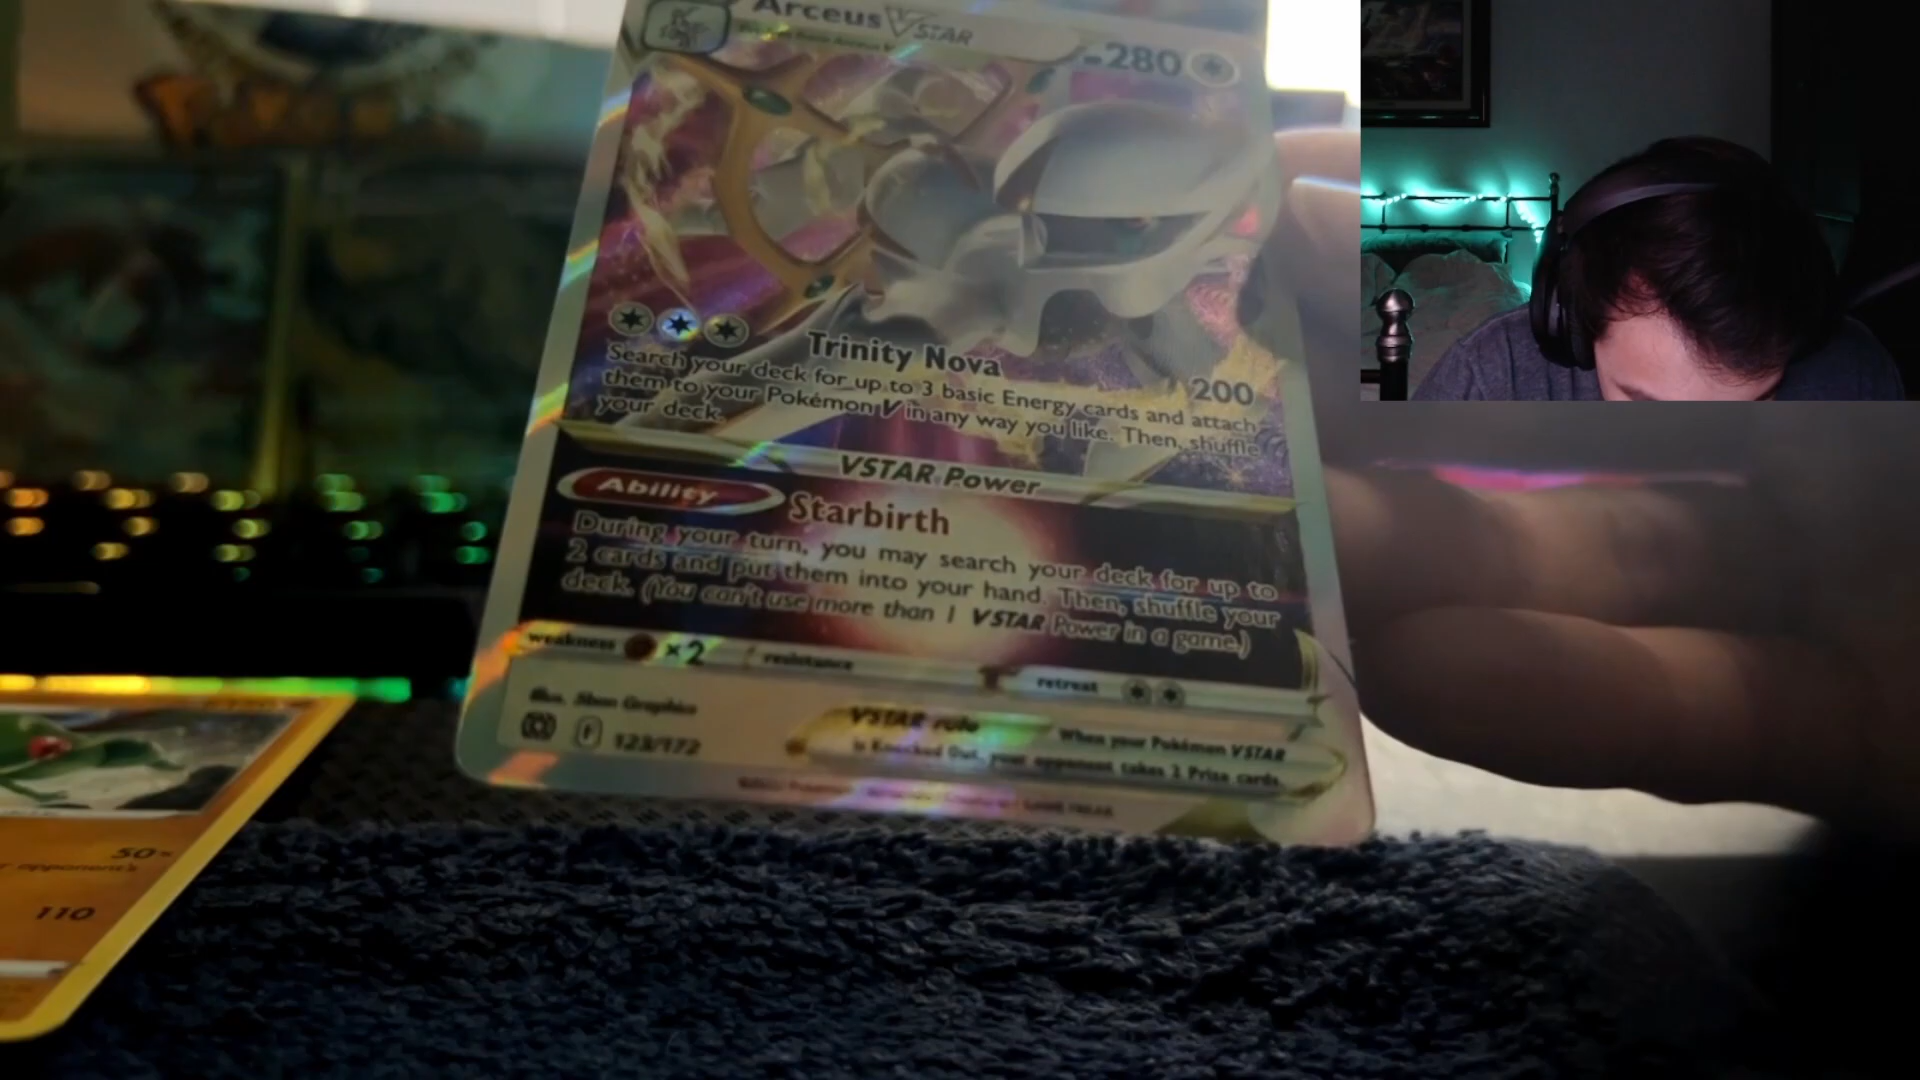 Arceus VSTAR
280
Trinity Nova
200
Search your deck for up to 3 basic Energy cards and attach
them to your Pokémon V in any way you like. Then, shuffle
your deck.
VSTAR Power
Ability
Starbirth
During your turn, you may search your deck for up to
2 cards and put them into your hand. Then, shuffle your
deck. (You can't use more than 1 VSTAR Power in a game.)
weakness ×2 resistance retreat
Illus. 5ban Graphics
F 123/172
VSTAR rule
When your Pokémon VSTAR
is Knocked Out, your opponent takes 2 Prize cards.
50
opponent's
110